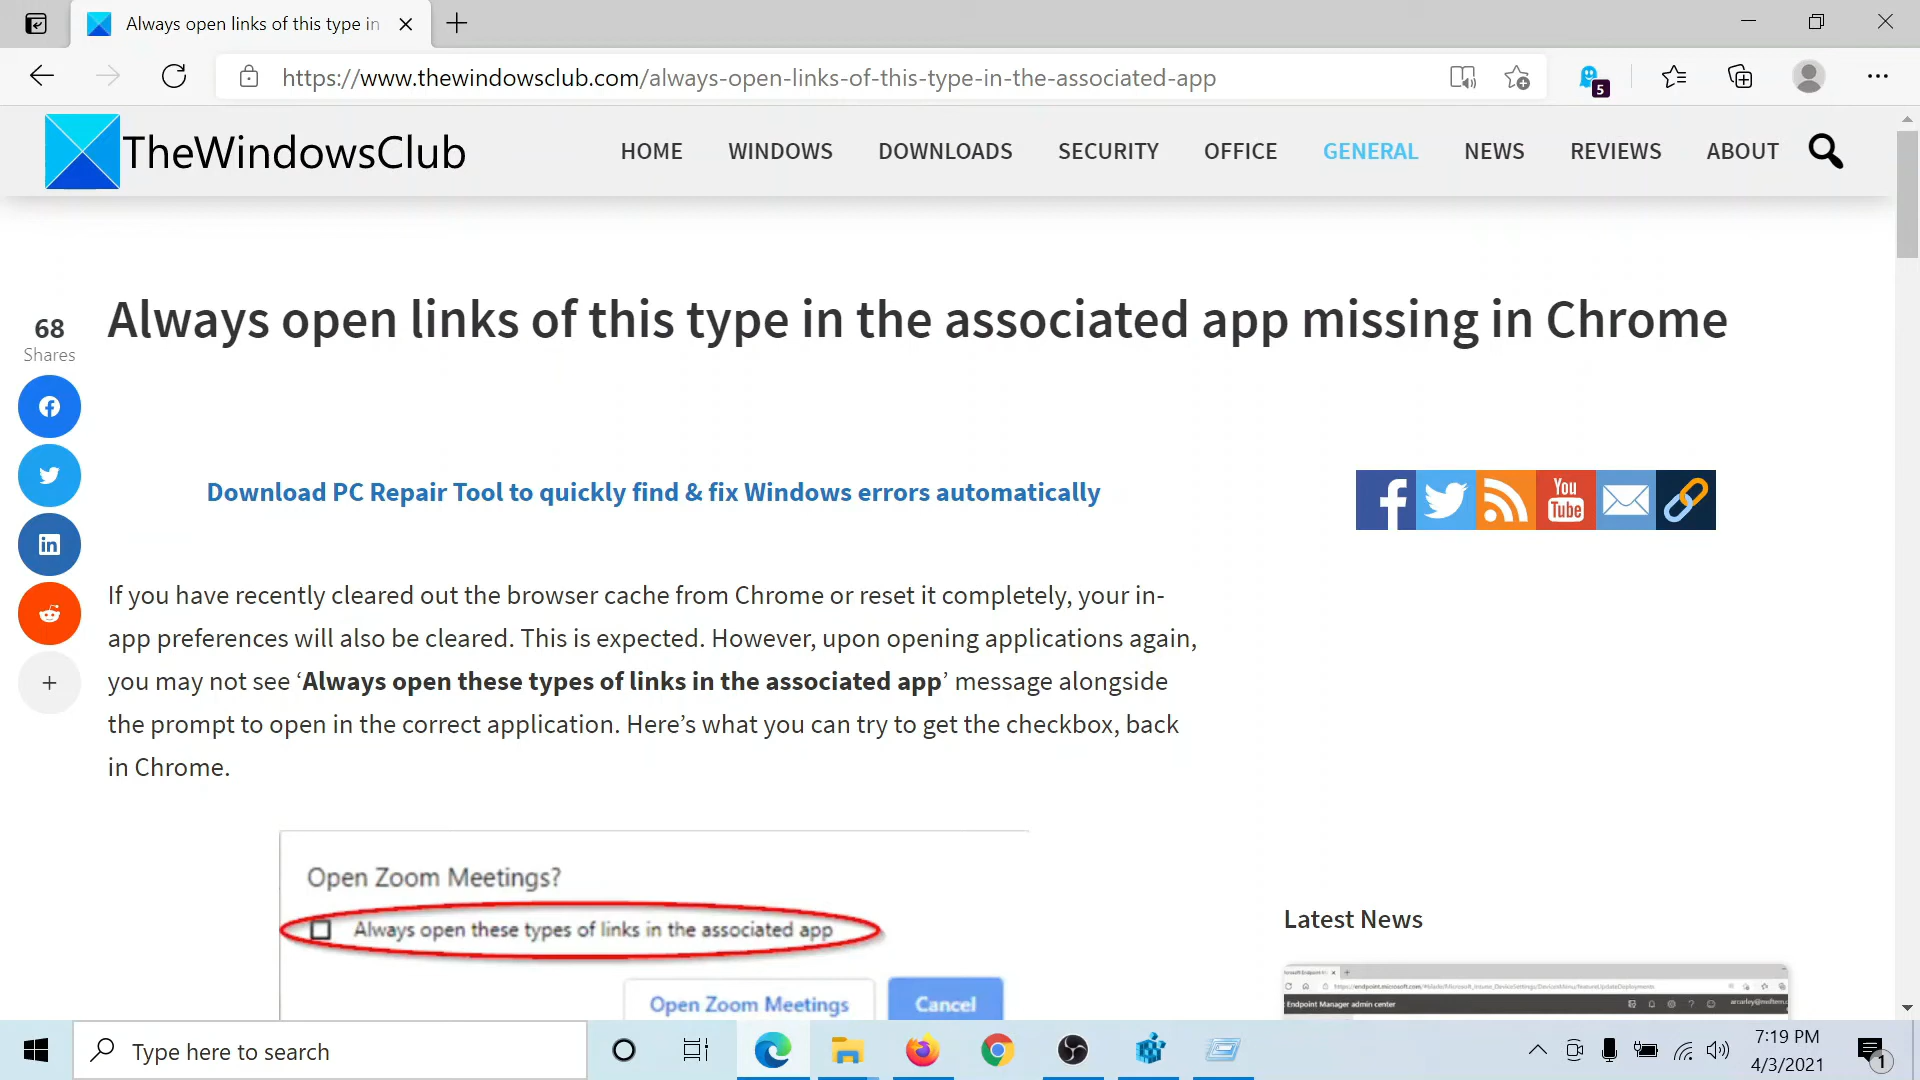 Always open links of this type in
https://www.thewindowsclub.com/always-open-links-of-this-type-in-the-associated-app
5
TheWindowsClub
HOME WINDOWS DOWNLOADS SECURITY OFFICE GENERAL NEWS REVIEWS ABOUT
68
Shares
Always open links of this type in the associated app missing in Chrome
Download PC Repair Tool to quickly find & fix Windows errors automatically
You
Tube
If you have recently cleared out the browser cache from Chrome or reset it completely, your in-
app preferences will also be cleared. This is expected. However, upon opening applications again,
you may not see ‘Always open these types of links in the associated app’ message alongside
the prompt to open in the correct application. Here’s what you can try to get the checkbox, back
in Chrome.
Open Zoom Meetings?
Always open these types of links in the associated app
Open Zoom Meetings Cancel
Latest News
Endpoint Manager admin center
Type here to search
7:19 PM
4/3/2021
1